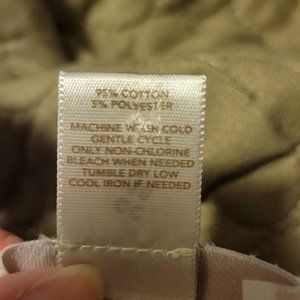 95% COTTON
5% POLYESTER
MACHINE WASH COLD
GENTLE CYCLE
ONLY NON-CHLORINE
BLEACH WHEN NEEDED
TUMBLE DRY LOW
COOL IRON IF NEEDED